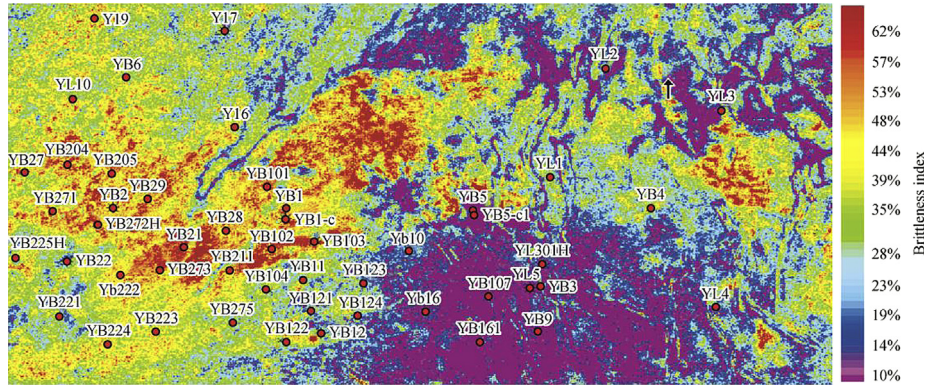 Y19
Y17
YL2
YB6
YL10
YL3
Y16
YB204
YB27
YB205
YB101
YL1
YB29
YB271
YB2
YB1
YB5
YB4
YB272H
YB28
YB1-c
YB5-c1
YB225H
YB21
YB102
YB103
Yb10
YL301H
YB22
YB273
YB211
YB11
YB123
YL5
Yb222
YB104
YB107
YB3
YL4
YB221
YB121
YB124
Yb16
YB224
YB223
YB275
YB122
YB12
YB161
YB9
62%
57%
53%
48%
44%
39%
35%
28%
23%
19%
14%
10%
Brittleness index